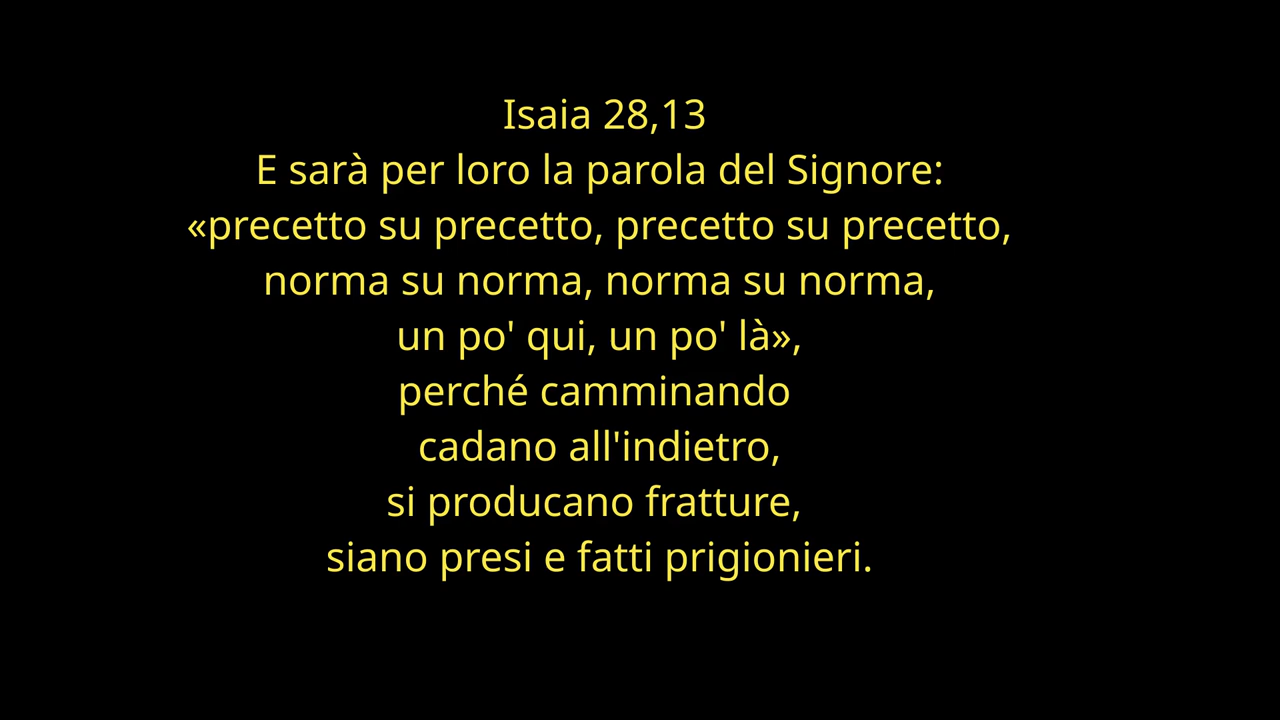 Isaia 28,13
E sarà per loro la parola del Signore:
«precetto su precetto, precetto su precetto,
norma su norma, norma su norma,
un po' qui, un po' là»,
perché camminando
cadano all'indietro,
si producano fratture,
siano presi e fatti prigionieri.